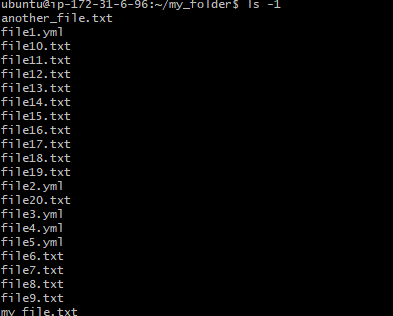 ubuntu@ip-172-31-6-96:~/my_folder$ ls -1
another_file.txt
file1.yml
file10.txt
file11.txt
file12.txt
file13.txt
file14.txt
file15.txt
file16.txt
file17.txt
file18.txt
file19.txt
file2.yml
file20.txt
file3.yml
file4.yml
file5.yml
file6.txt
file7.txt
file8.txt
file9.txt
my_file.txt